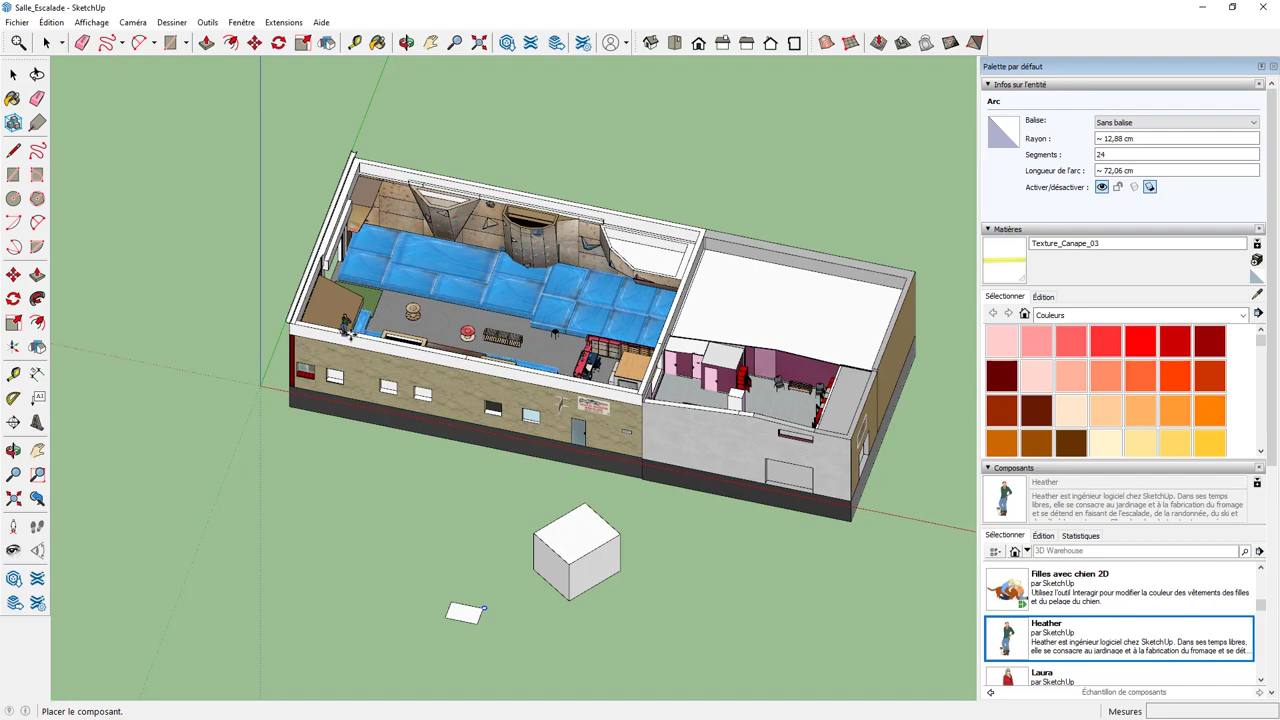 Salle_Escalade - SketchUp
Fichier
Édition
Affichage
Caméra
Dessiner
Outils
Fenêtre
Extensions
Aide
Palette par défaut
Infos sur l'entité
Arc
Balise:
Sans balise
Rayon:
~ 12,88 cm
Segments:
24
Longueur de l'arc:
~ 72,06 cm
Activer/désactiver:
Matières
Texture_Canape_03
Sélectionner
Édition
Couleurs
Composants
Heather
Heather est ingénieur logiciel chez SketchUp. Dans ses temps
libres, elle se consacre au jardinage et à la fabrication du fromage
et se détend en faisant de l'escalade, de la randonnée, du ski et
Sélectionner
Édition
Statistiques
3D Warehouse
Filles avec chien 2D
par SketchUp
Utilisez l'outil Interagir pour modifier la couleur des vêtements des filles
et du pelage du chien.
Heather
par SketchUp
Heather est ingénieur logiciel chez SketchUp. Dans ses temps libres,
elle se consacre au jardinage et à la fabrication du fromage et se dét...
Laura
par SketchUp
Échantillon de composants
Placer le composant.
Mesures